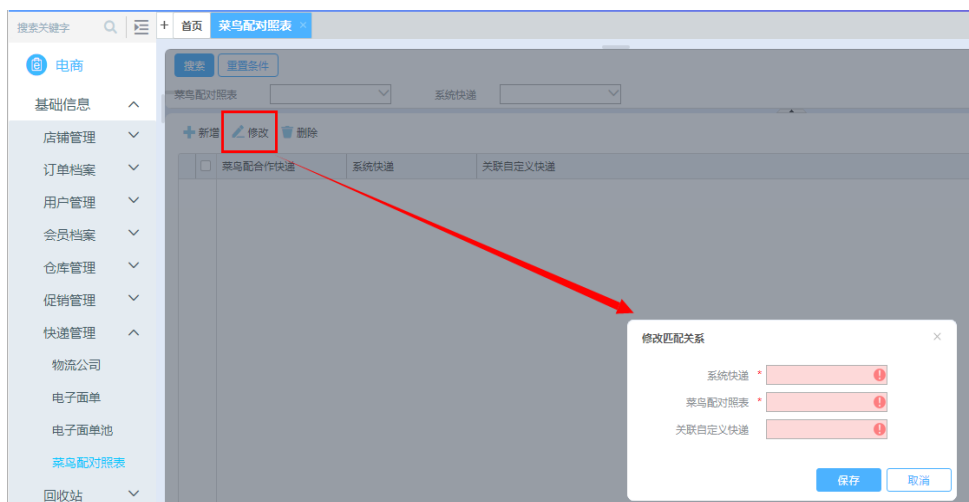 搜索关键字
+ 首页 菜鸟配对照表 ×
电商
基础信息
店铺管理
订单档案
用户管理
会员档案
仓库管理
促销管理
快递管理
物流公司
电子面单
电子面单池
菜鸟配对照表
回收站
搜索 重置条件
菜鸟配对照表 系统快递
新增 修改 删除
菜鸟配合作快递 系统快递 关联自定义快递
修改匹配关系 ×
系统快递 *
菜鸟配对照表 *
关联自定义快递
保存 取消